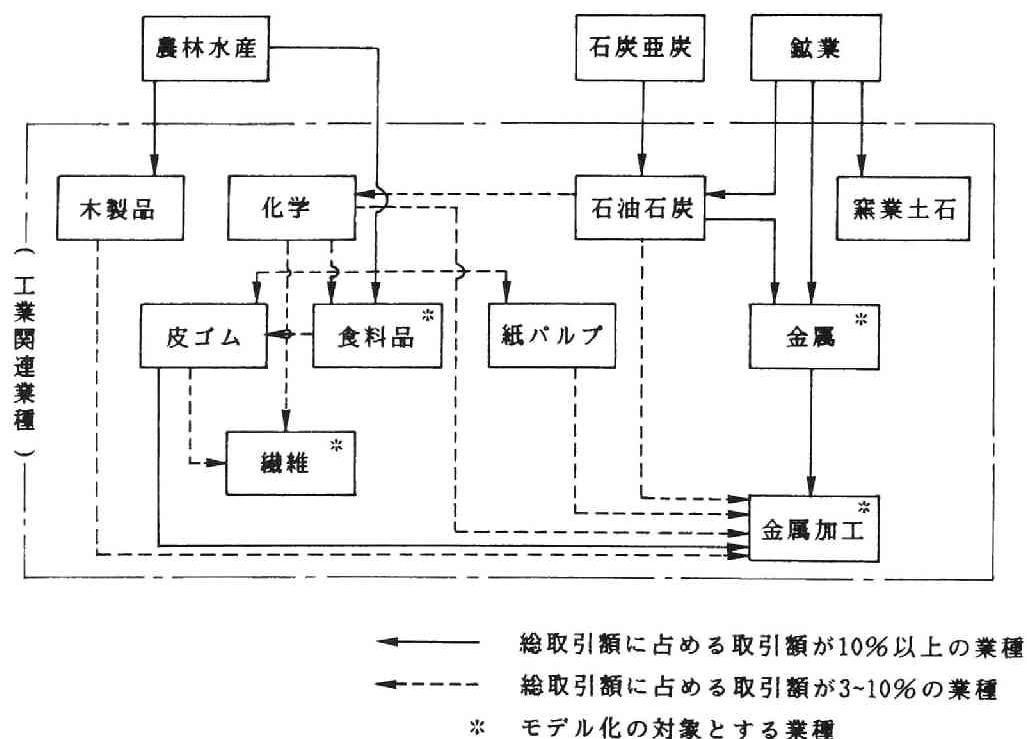 農林水産
石炭亜炭
鉱業
木製品
化学
石油石炭
窯業土石
(工業関連業種)
皮ゴム
食料品*
紙パルプ
金属*
繊維*
金属加工*
総取引額に占める取引額が10%以上の業種
総取引額に占める取引額が3~10%の業種
* モデル化の対象とする業種